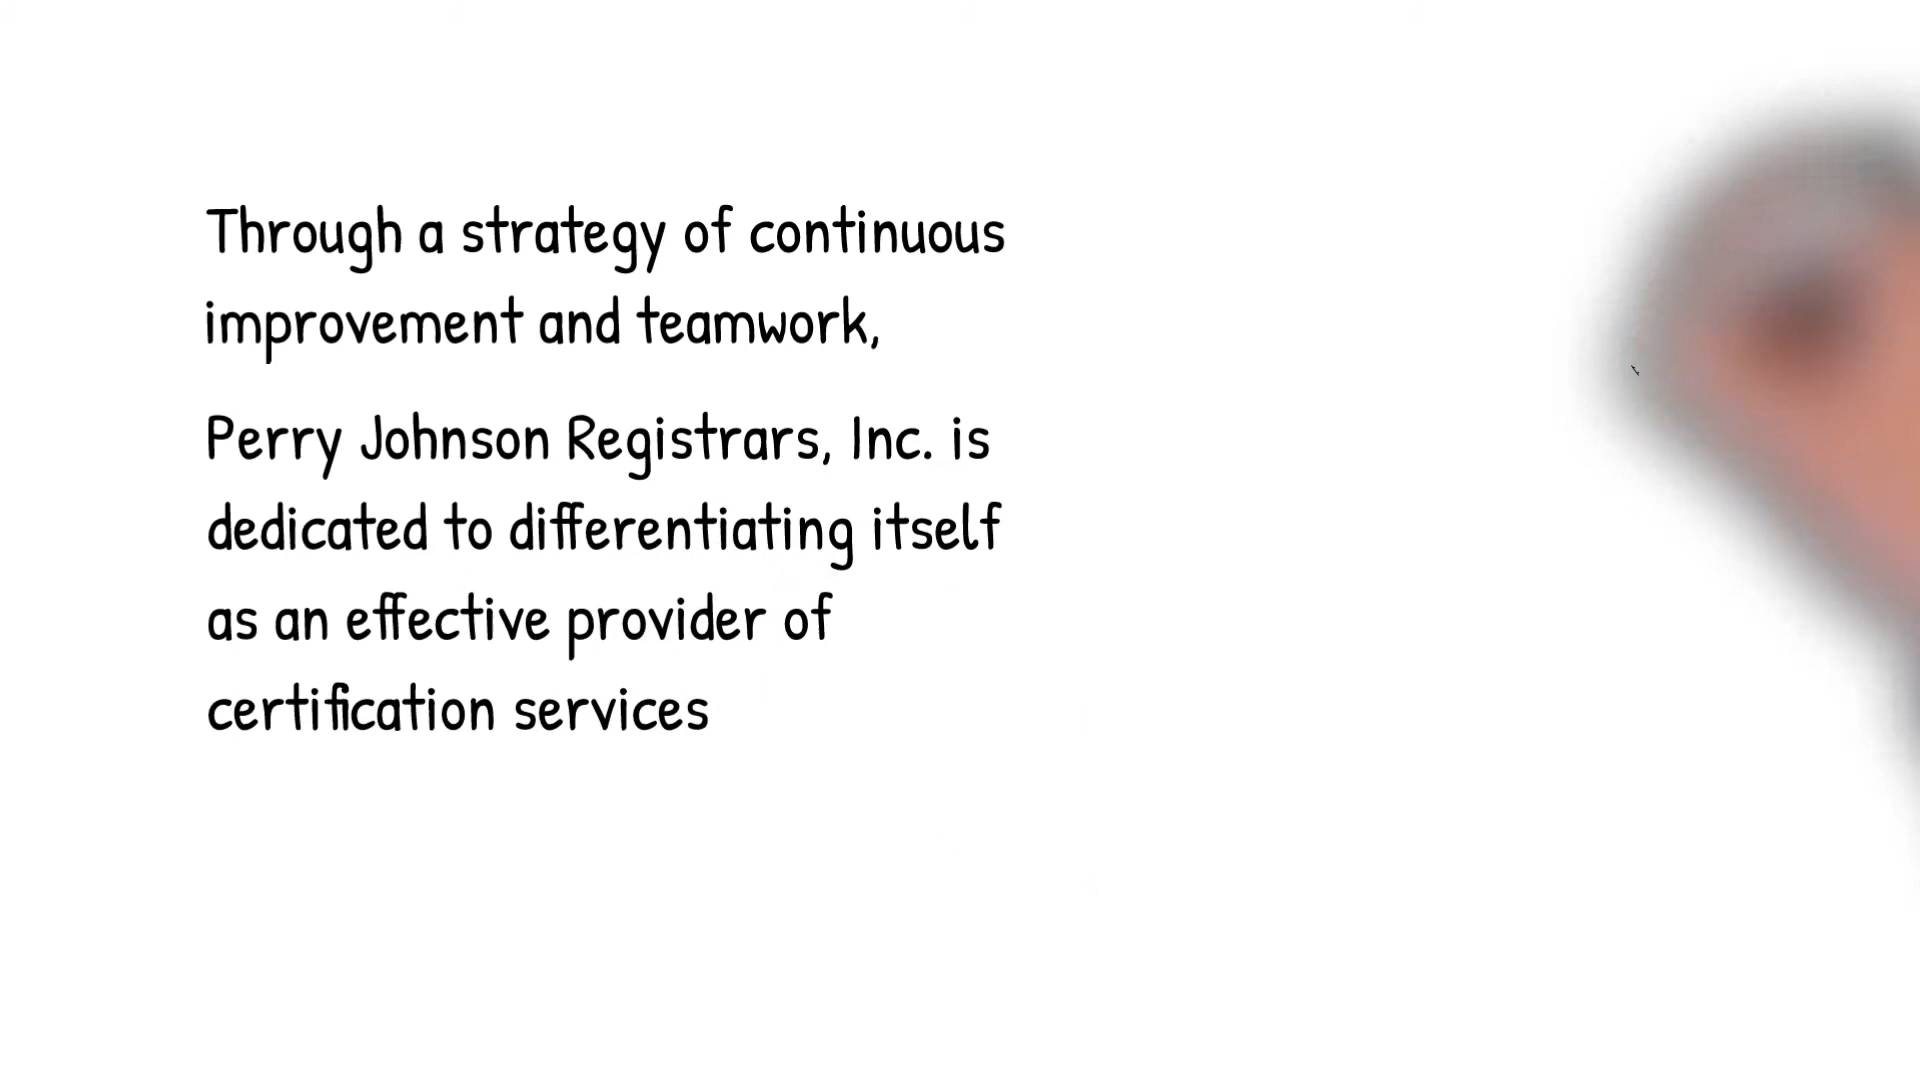 Through a strategy of continuous
improvement and teamwork,
Perry Johnson Registrars, Inc. is
dedicated to differentiating itself
as an effective provider of
certification services